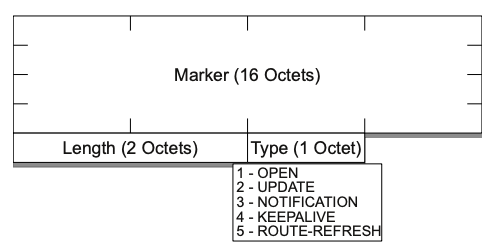 Marker (16 Octets)
Length (2 Octets)
Type (1 Octet)
1 - OPEN
2 - UPDATE
3 - NOTIFICATION
4 - KEEPALIVE
5 - ROUTE-REFRESH